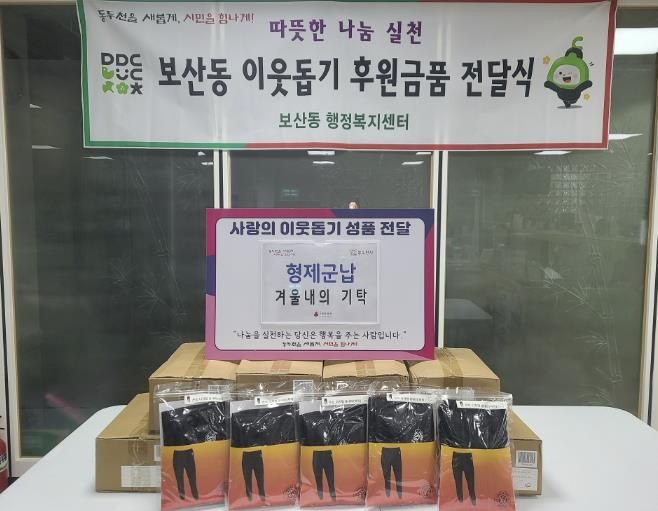 동두천을 새롭게, 시민을 힘나게!
따뜻한 나눔 실천
DDC
보산동 이웃돕기 후원금품 전달식
보산동 행정복지센터
사랑의 이웃돕기 성품 전달
형제군납
겨울내의 기탁
"나눔을 실천하는 당신은 행복을 주는 사람입니다."
동두천을 새롭게, 시민을 힘나게!